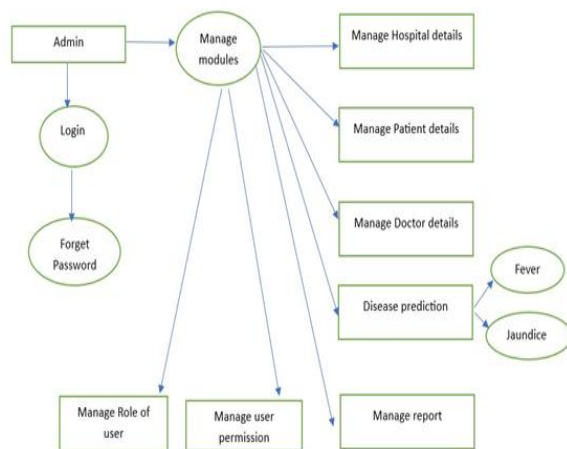 Admin
Manage
modules
Manage Hospital details
Manage Patient details
Login
Manage Doctor details
Forget
Password
Fever
Disease prediction
Jaundice
Manage Role of
user
Manage user
permission
Manage report